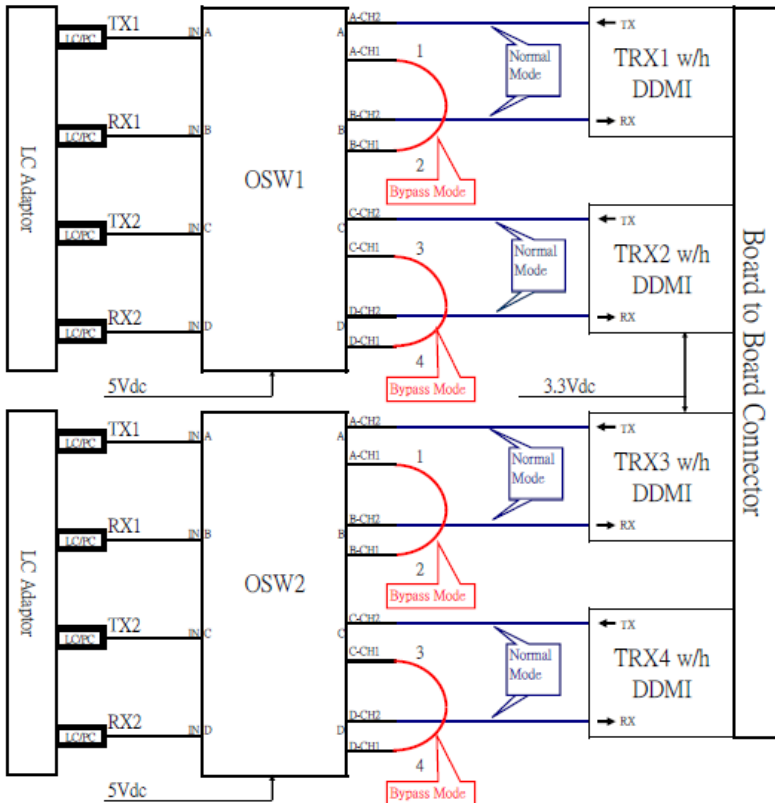 LC Adaptor
LC/PC
TX1
LC/PC
RX1
LC/PC
TX2
LC/PC
RX2
IN A
IN B
IN C
IN D
OSW1
5Vdc
A
A-CH2
A-CH1
B
B-CH2
B-CH1
C
C-CH2
C-CH1
D
D-CH2
D-CH1
1
2
3
4
Normal
Mode
Bypass Mode
Normal
Mode
Bypass Mode
TX
TRX1 w/h
DDMI
RX
TX
TRX2 w/h
DDMI
RX
3.3Vdc
Board to Board Connector
LC Adaptor
LC/PC
TX1
LC/PC
RX1
LC/PC
TX2
LC/PC
RX2
IN A
IN B
IN C
IN D
OSW2
5Vdc
A
A-CH2
A-CH1
B
B-CH2
B-CH1
C
C-CH2
C-CH1
D
D-CH2
D-CH1
1
2
3
4
Normal
Mode
Bypass Mode
Normal
Mode
Bypass Mode
TX
TRX3 w/h
DDMI
RX
TX
TRX4 w/h
DDMI
RX